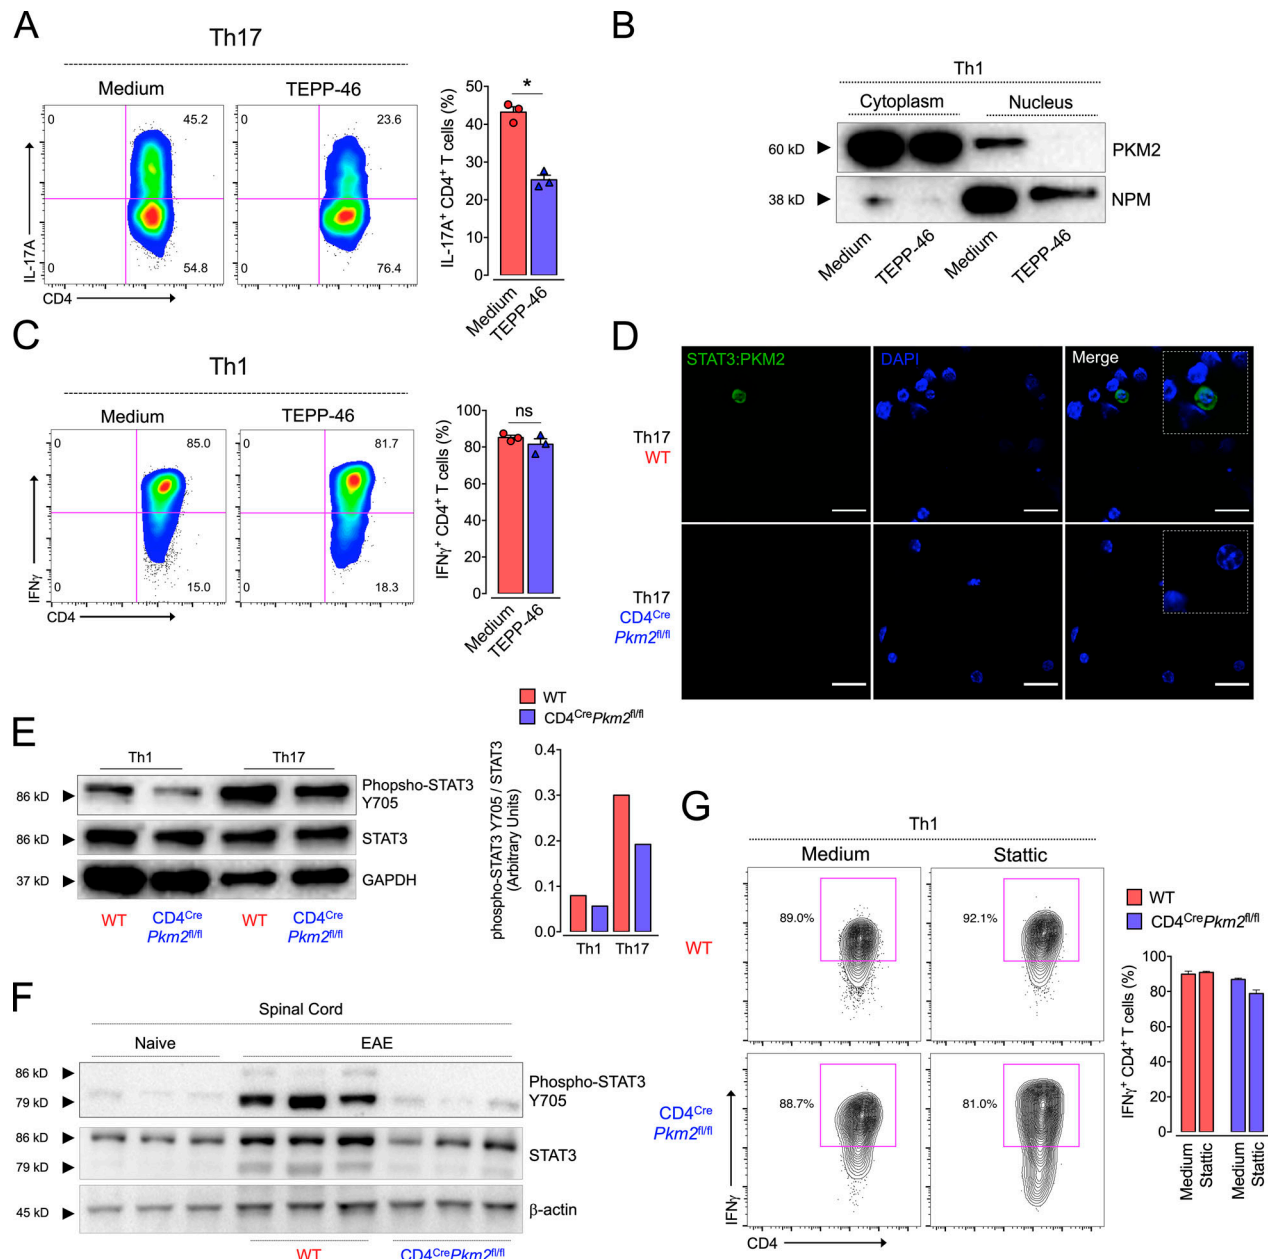 A
Th17
Medium
TEPP-46
0
45.2
0
23.6
0
54.8
0
76.4
IL-17A
CD4
IL-17A+ CD4+ T cells (%)
50
40
30
20
10
0
*
Medium
TEPP-46
B
Th1
Cytoplasm
Nucleus
60 kD
PKM2
38 kD
NPM
Medium
TEPP-46
Medium
TEPP-46
C
Th1
Medium
TEPP-46
0
85.0
0
81.7
0
15.0
0
18.3
IFNγ
CD4
IFNγ+ CD4+ T cells (%)
100
80
60
40
20
0
ns
Medium
TEPP-46
D
STAT3:PKM2
DAPI
Merge
Th17
WT
Th17
CD4Cre
Pkm2fl/fl
E
Th1
Th17
86 kD
Phopsho-STAT3
Y705
86 kD
STAT3
37 kD
GAPDH
WT
CD4Cre
Pkm2fl/fl
WT
CD4Cre
Pkm2fl/fl
WT
CD4CrePkm2fl/fl
phospho-STAT3 Y705 / STAT3
(Arbitrary Units)
0.4
0.3
0.2
0.1
0.0
Th1
Th17
F
Spinal Cord
Naive
EAE
86 kD
79 kD
Phospho-STAT3
Y705
86 kD
79 kD
STAT3
45 kD
β-actin
WT
CD4CrePkm2fl/fl
G
Th1
Medium
Stattic
WT
89.0%
92.1%
CD4Cre
Pkm2fl/fl
88.7%
81.0%
IFNγ
CD4
WT
CD4CrePkm2fl/fl
IFNγ+ CD4+ T cells (%)
100
80
60
40
20
0
Medium
Stattic
Medium
Stattic